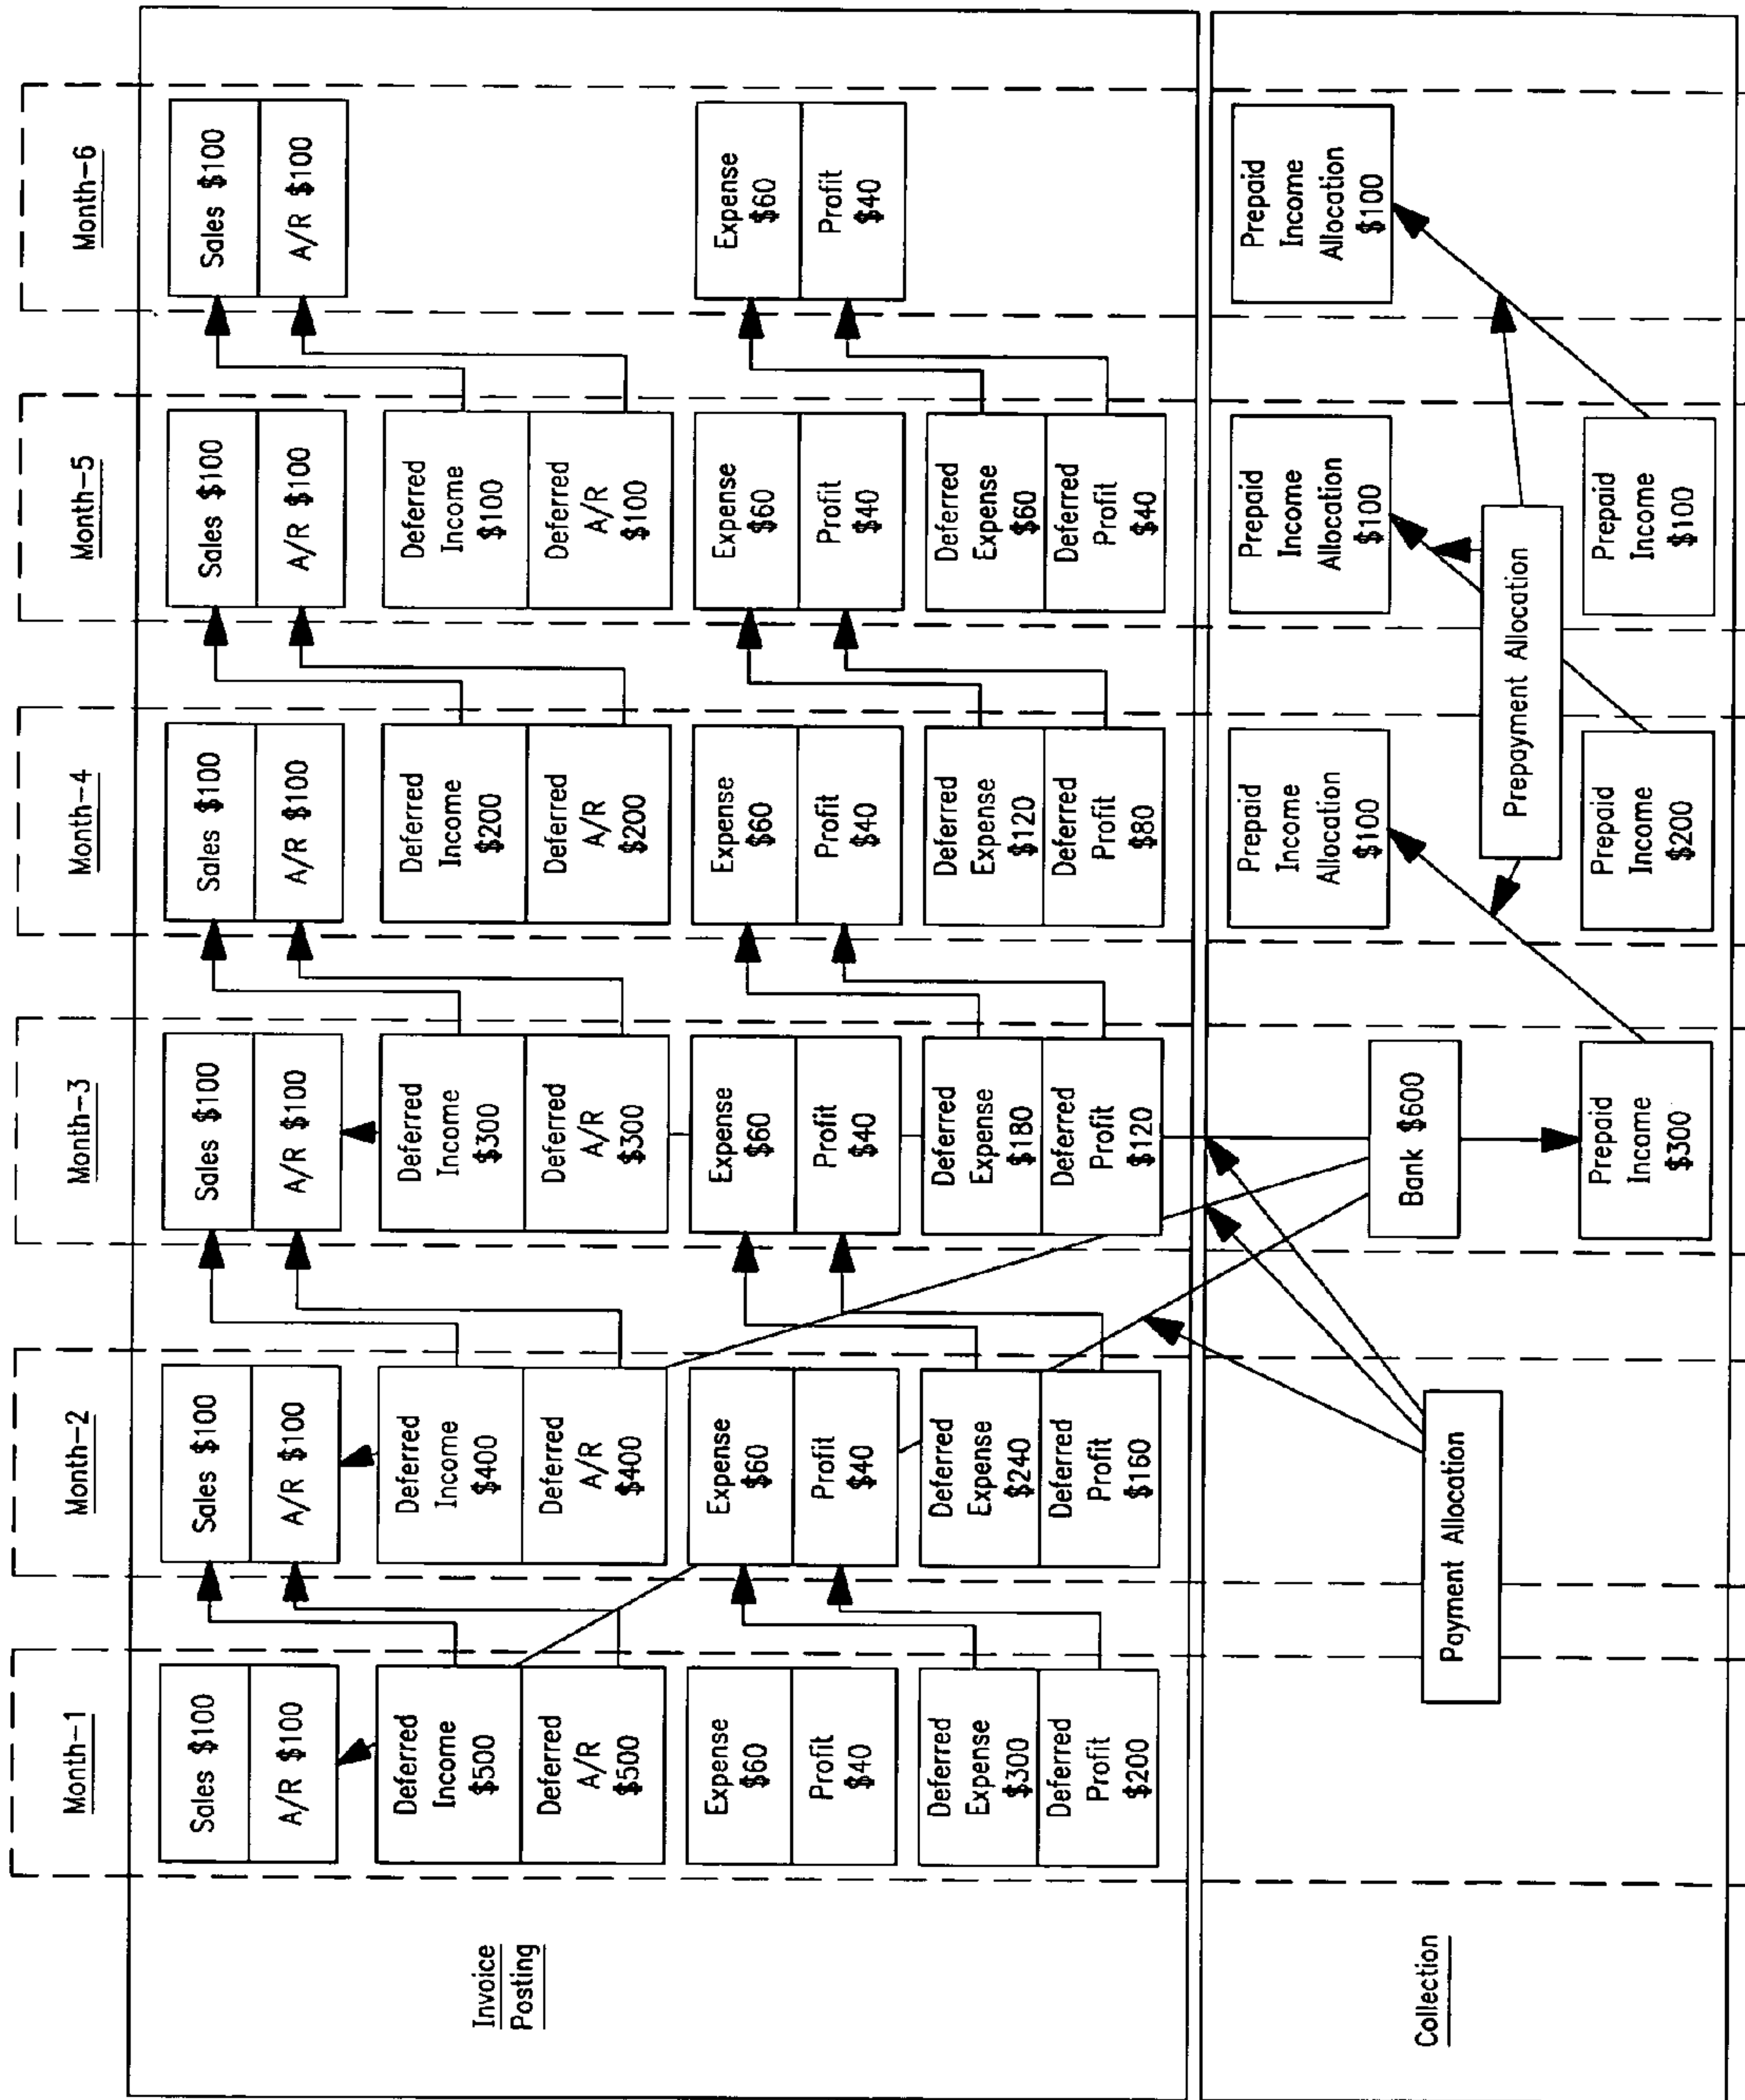 Month-1
Month-2
Month-3
Month-4
Month-5
Month-6
Invoice
Posting
Sales $100
A/R $100
Sales $100
A/R $100
Sales $100
A/R $100
Sales $100
A/R $100
Sales $100
A/R $100
Sales $100
A/R $100
Deferred
Income
$500
Deferred
A/R
$500
Deferred
Income
$400
Deferred
A/R
$400
Deferred
Income
$300
Deferred
A/R
$300
Deferred
Income
$200
Deferred
A/R
$200
Deferred
Income
$100
Deferred
A/R
$100
Expense
$60
Profit
$40
Expense
$60
Profit
$40
Expense
$60
Profit
$40
Expense
$60
Profit
$40
Expense
$60
Profit
$40
Expense
$60
Profit
$40
Deferred
Expense
$300
Deferred
Profit
$200
Deferred
Expense
$240
Deferred
Profit
$160
Deferred
Expense
$180
Deferred
Profit
$120
Deferred
Expense
$120
Deferred
Profit
$80
Deferred
Expense
$60
Deferred
Profit
$40
Collection
Payment Allocation
Bank $600
Prepaid
Income
$300
Prepaid
Income
Allocation
$100
Prepaid
Income
Allocation
$100
Prepaid
Income
Allocation
$100
Prepayment Allocation
Prepaid
Income
$200
Prepaid
Income
$100